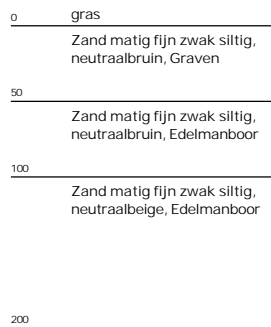 0 gras
Zand matig fijn zwak siltig,
neutraalbruin, Graven
50
Zand matig fijn zwak siltig,
neutraalbruin, Edelmanboor
100
Zand matig fijn zwak siltig,
neutraalbeige, Edelmanboor
200